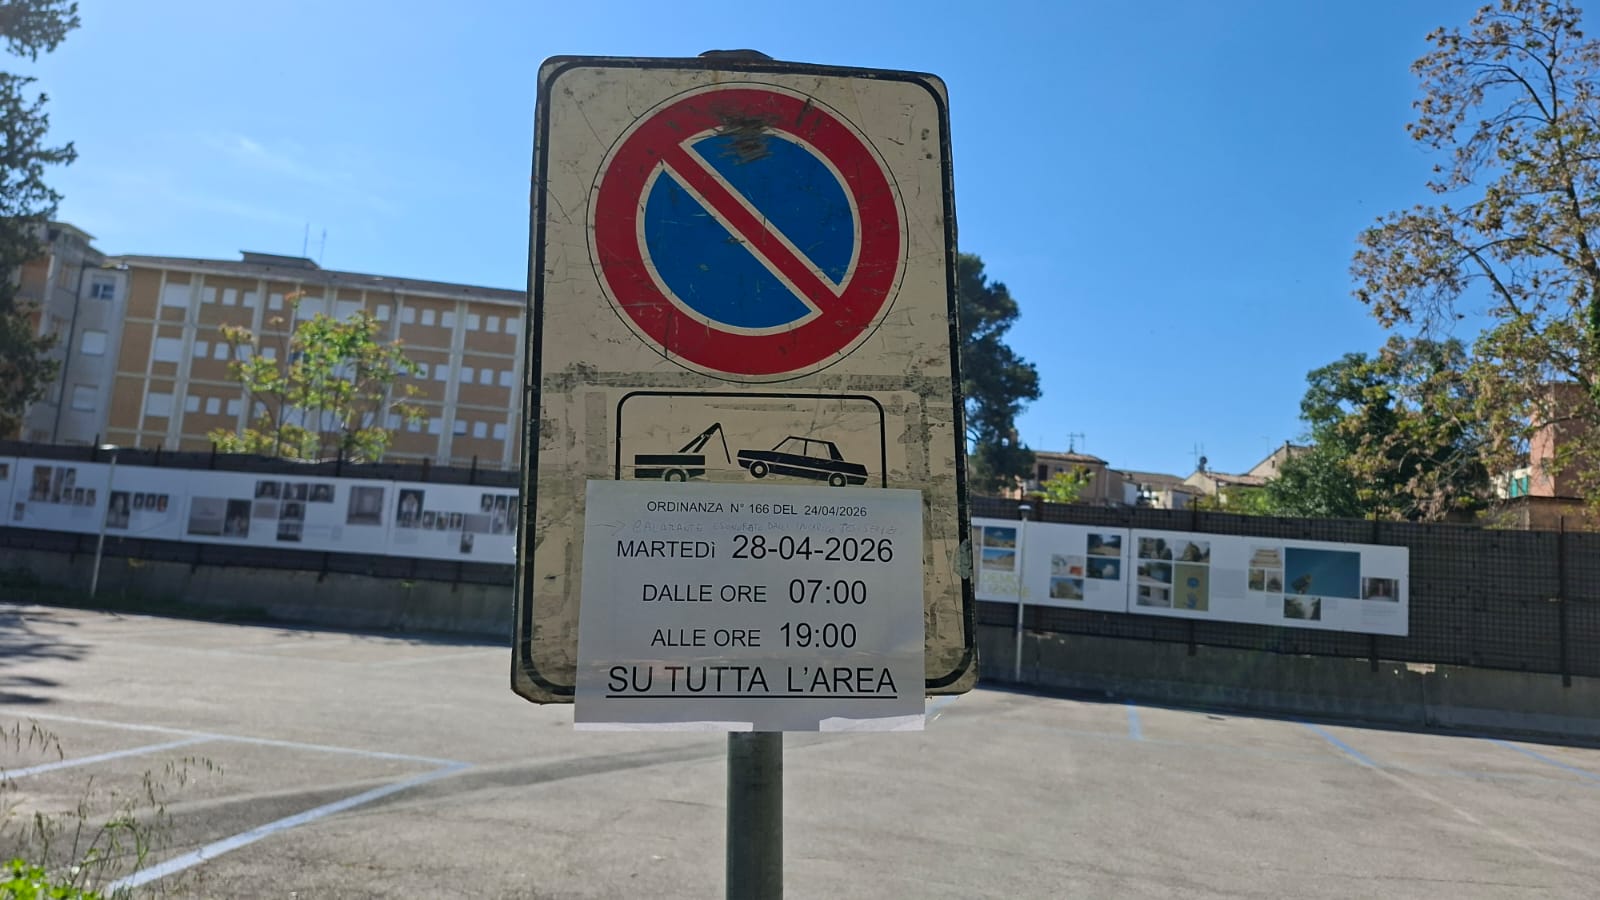 ORDINANZA N° 166 DEL 24/04/2026
MARTEDì 28-04-2026
DALLE ORE 07:00
ALLE ORE 19:00
SU TUTTA L'AREA